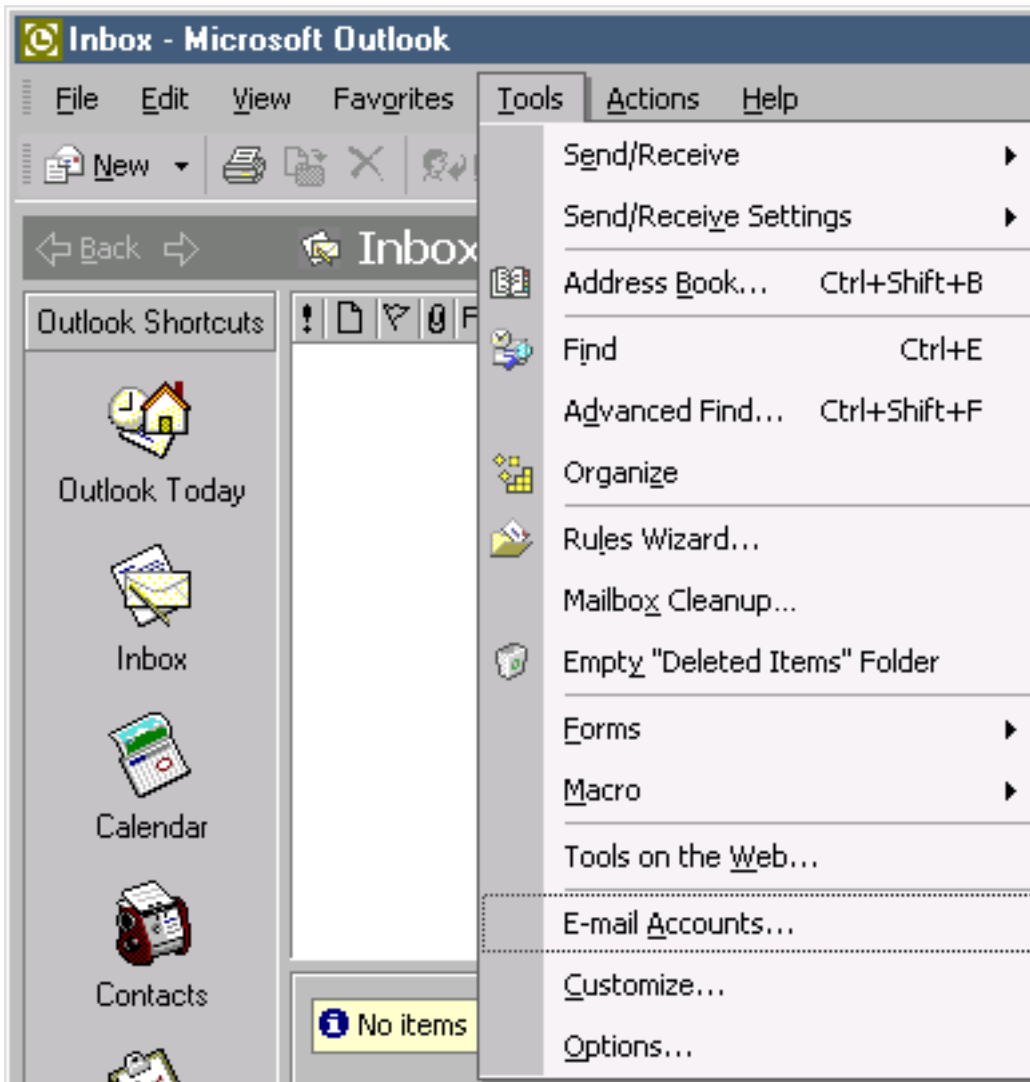 Inbox - Microsoft Outlook
File Edit View Favorites Tools Actions Help
New
Back
Inbox
Outlook Shortcuts
! F
Outlook Today
Inbox
Calendar
Contacts
No items
Send/Receive
Send/Receive Settings
Address Book... Ctrl+Shift+B
Find Ctrl+E
Advanced Find... Ctrl+Shift+F
Organize
Rules Wizard...
Mailbox Cleanup...
Empty "Deleted Items" Folder
Forms
Macro
Tools on the Web...
E-mail Accounts...
Customize...
Options...